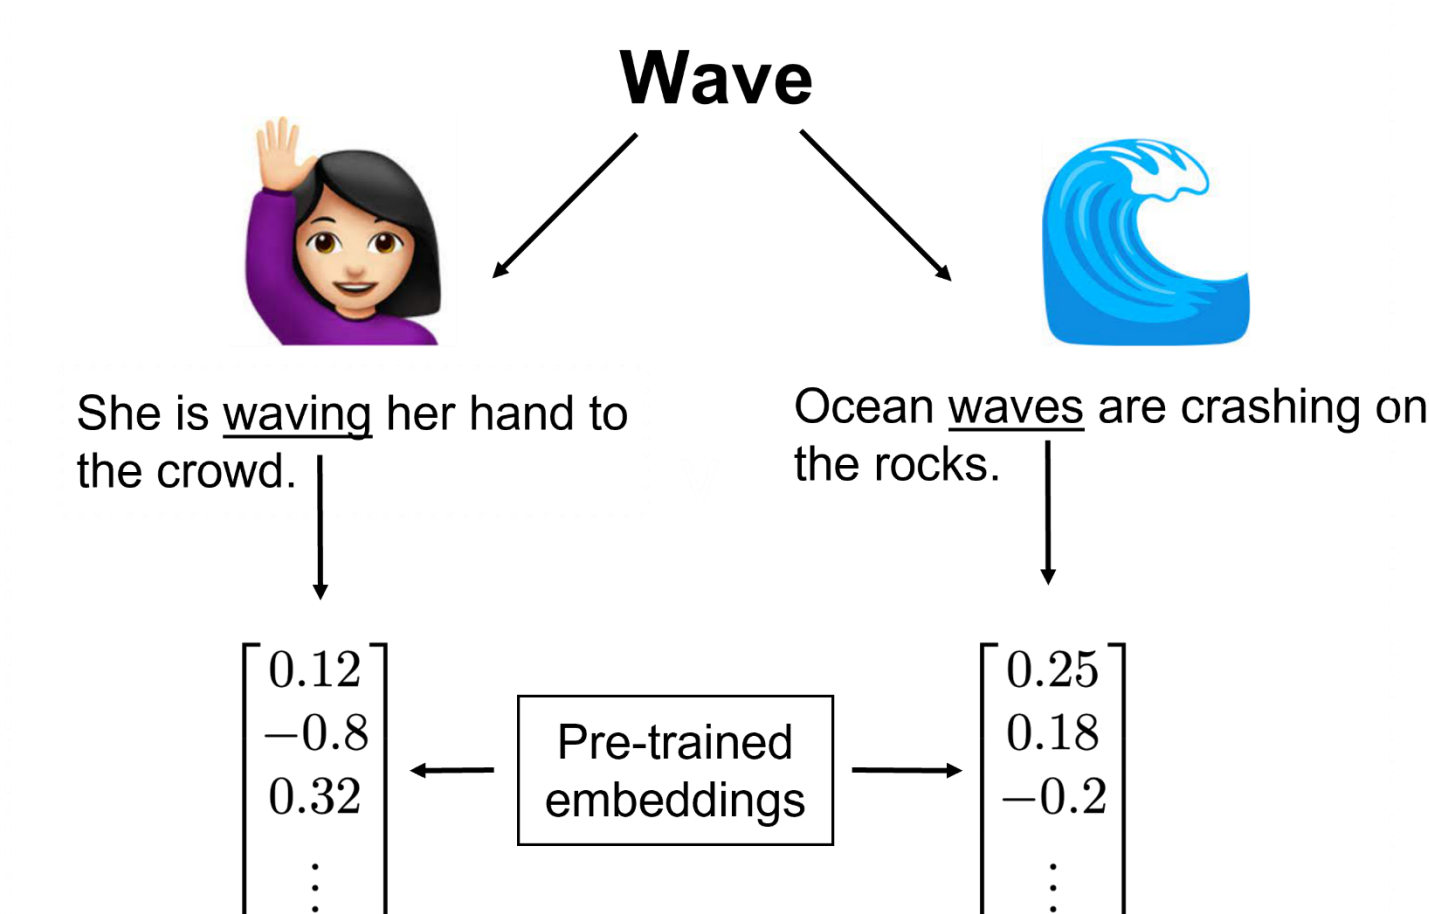 Wave
She is waving her hand to
the crowd.
Ocean waves are crashing on
the rocks.
0.12
−0.8
0.32
⋮
Pre-trained
embeddings
0.25
0.18
−0.2
⋮